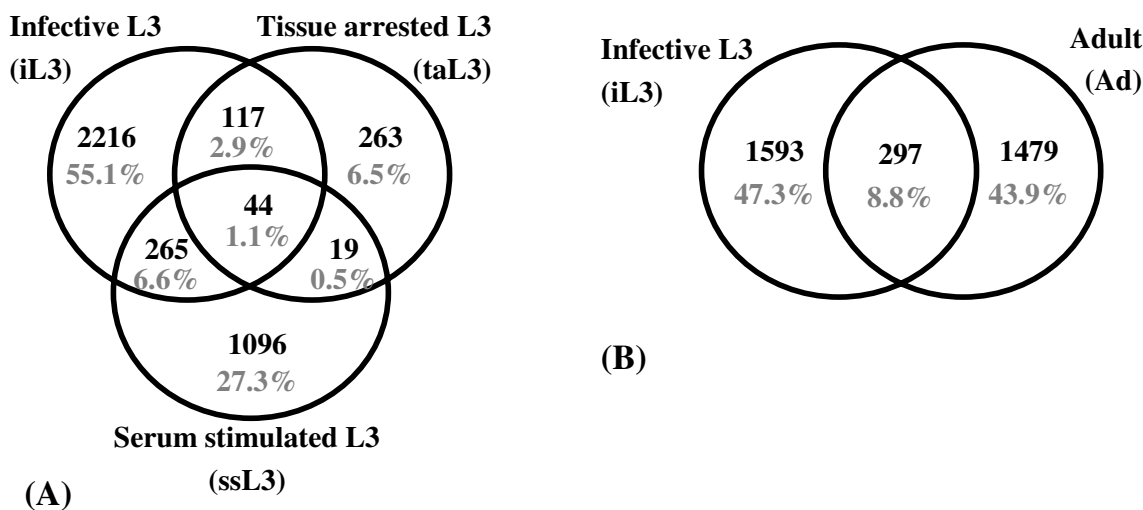 Infective L3
(iL3)
Tissue arrested L3
(taL3)
2216
55.1%
117
2.9%
263
6.5%
44
1.1%
265
6.6%
19
0.5%
1096
27.3%
Serum stimulated L3
(ssL3)
(A)
Infective L3
(iL3)
Adult
(Ad)
1593
47.3%
297
8.8%
1479
43.9%
(B)